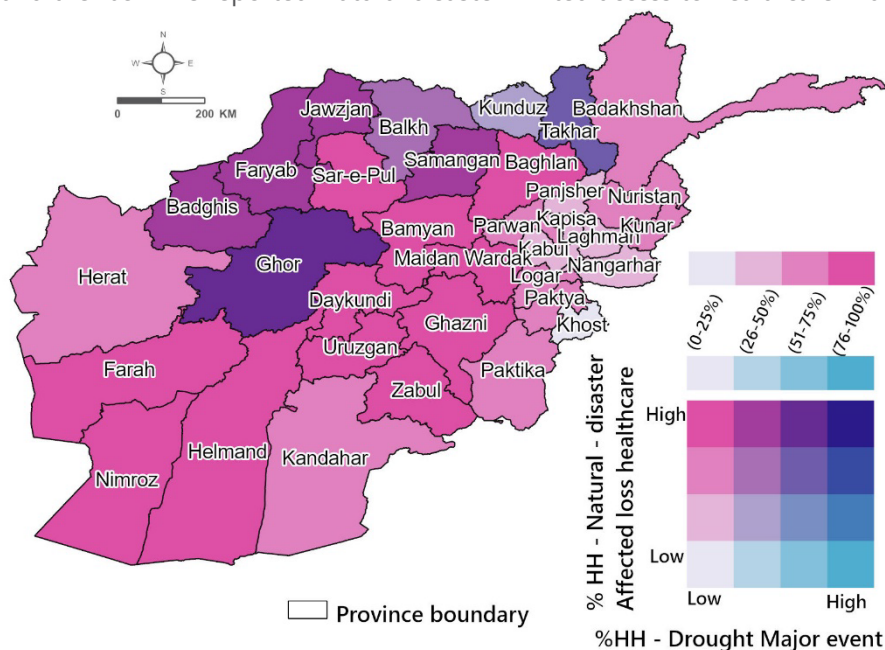 N
W E
S
0 200 KM
Jawzjan
Balkh
Kunduz
Takhar
Badakhshan
Faryab
Sar-e-Pul
Samangan
Baghlan
Badghis
Panjsher
Nuristan
Bamyan
Parwan
Kapisa
Kunar
Laghman
Herat
Ghor
Maidan Wardak
Kabul
Nangarhar
Logar
Daykundi
Paktya
Ghazni
Khost
Uruzgan
Farah
Paktika
Zabul
Helmand
Kandahar
Nimroz
(0-25%)
(26-50%)
(51-75%)
(76-100%)
High
% HH - Natural - disaster
Affected loss healthcare
Low
Low High
%HH - Drought Major event
Province boundary